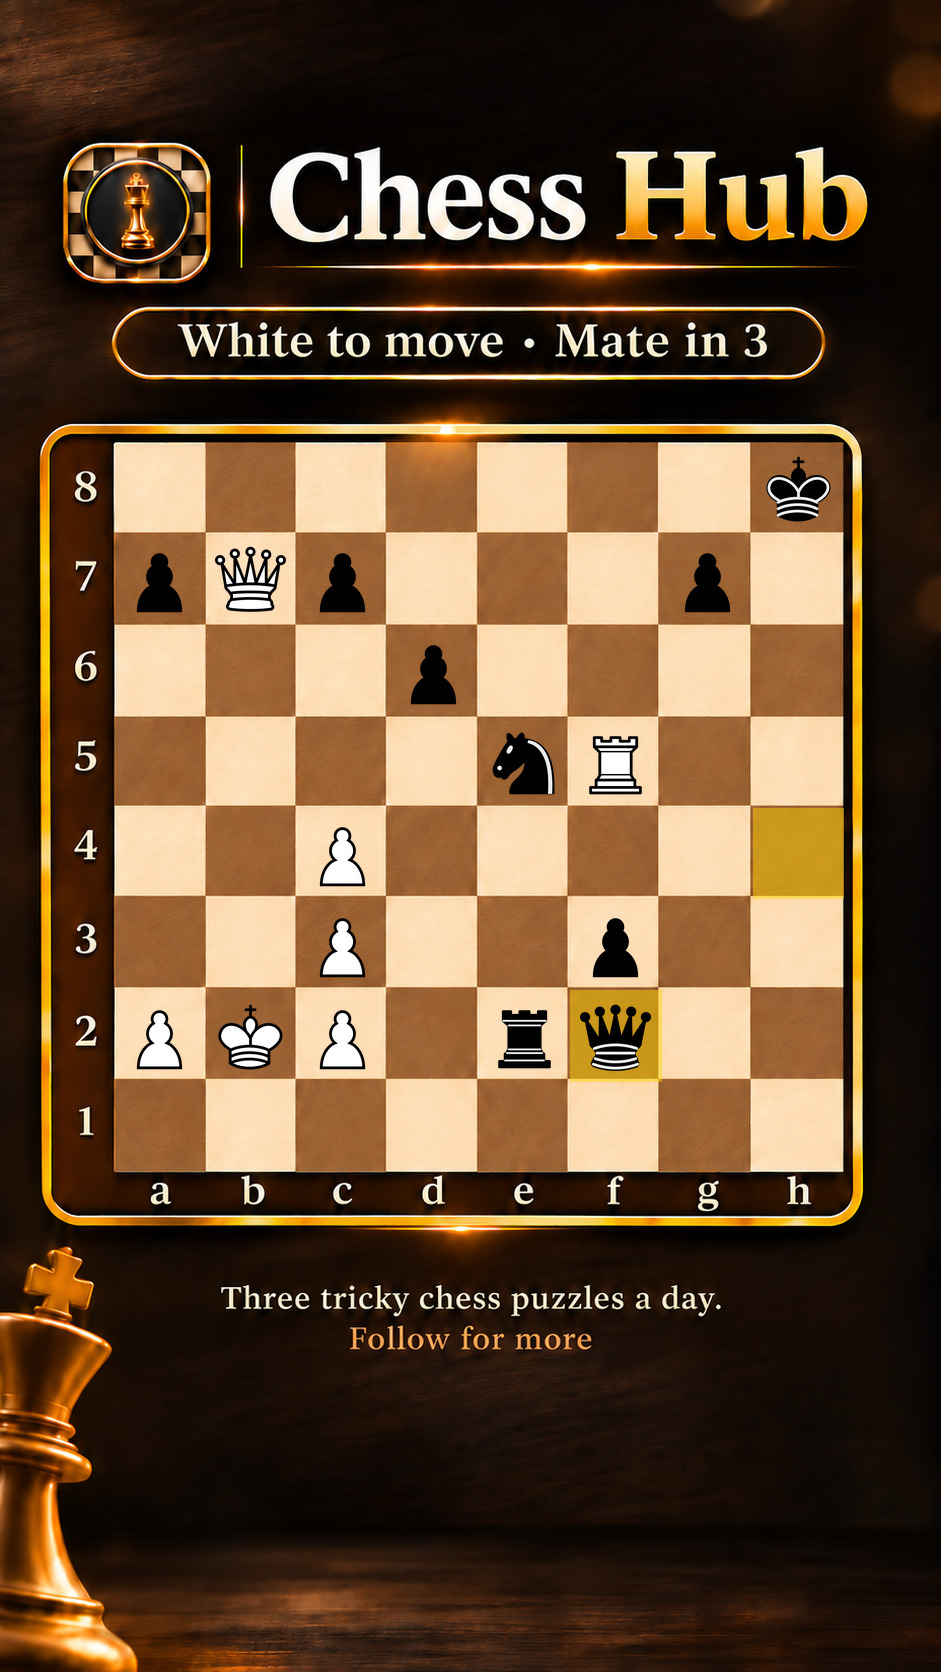 Chess Hub
White to move • Mate in 3
8
7
6
5
4
3
2
1
a b c d e f g h
Three tricky chess puzzles a day.
Follow for more